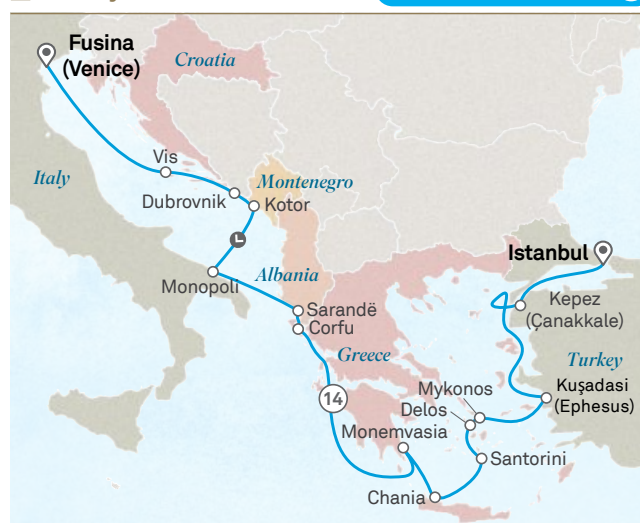 Fusina
(Venice)
Croatia
Italy
Vis
Dubrovnik
Montenegro
Kotor
Monopoli
Albania
Istanbul
Kepez
(Çanakkale)
Sarandë
Corfu
Greece
Turkey
14
Mykonos
Delos
Kuşadasi
(Ephesus)
Monemvasia
Santorini
Chania